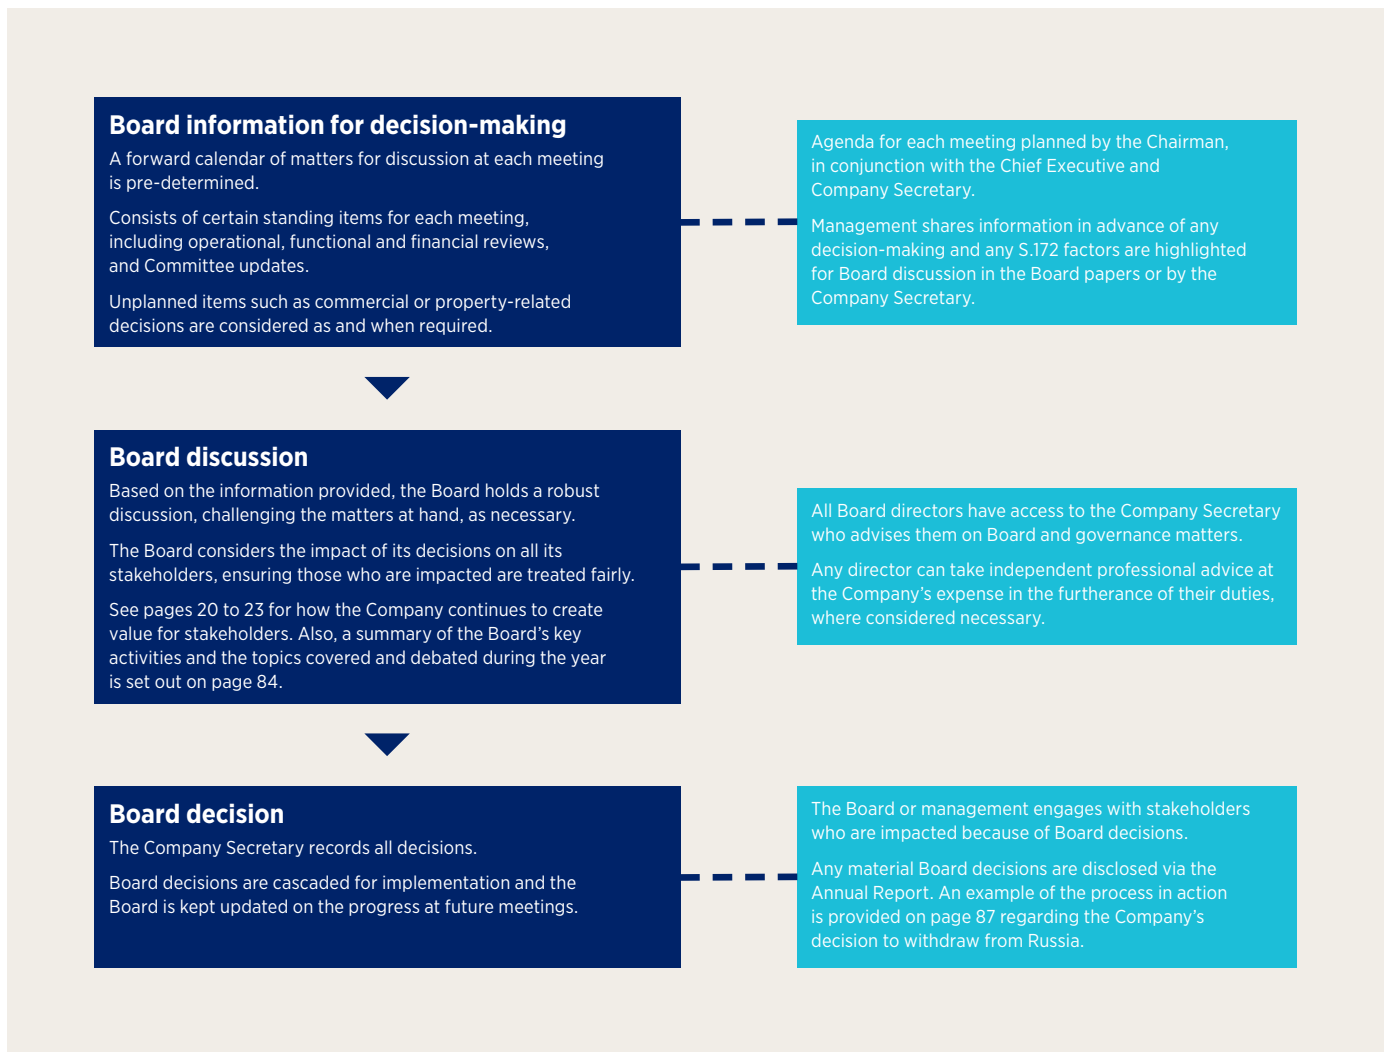 Board information for decision-making
A forward calendar of matters for discussion at each meeting
is pre-determined.
Consists of certain standing items for each meeting,
including operational, functional and financial reviews,
and Committee updates.
Unplanned items such as commercial or property-related
decisions are considered as and when required.
Agenda for each meeting planned by the Chairman,
in conjunction with the Chief Executive and
Company Secretary.
Management shares information in advance of any
decision-making and any S.172 factors are highlighted
for Board discussion in the Board papers or by the
Company Secretary.
Board discussion
Based on the information provided, the Board holds a robust
discussion, challenging the matters at hand, as necessary.
The Board considers the impact of its decisions on all its
stakeholders, ensuring those who are impacted are treated fairly.
See pages 20 to 23 for how the Company continues to create
value for stakeholders. Also, a summary of the Board’s key
activities and the topics covered and debated during the year
is set out on page 84.
All Board directors have access to the Company Secretary
who advises them on Board and governance matters.
Any director can take independent professional advice at
the Company’s expense in the furtherance of their duties,
where considered necessary.
Board decision
The Company Secretary records all decisions.
Board decisions are cascaded for implementation and the
Board is kept updated on the progress at future meetings.
The Board or management engages with stakeholders
who are impacted because of Board decisions.
Any material Board decisions are disclosed via the
Annual Report. An example of the process in action
is provided on page 87 regarding the Company’s
decision to withdraw from Russia.